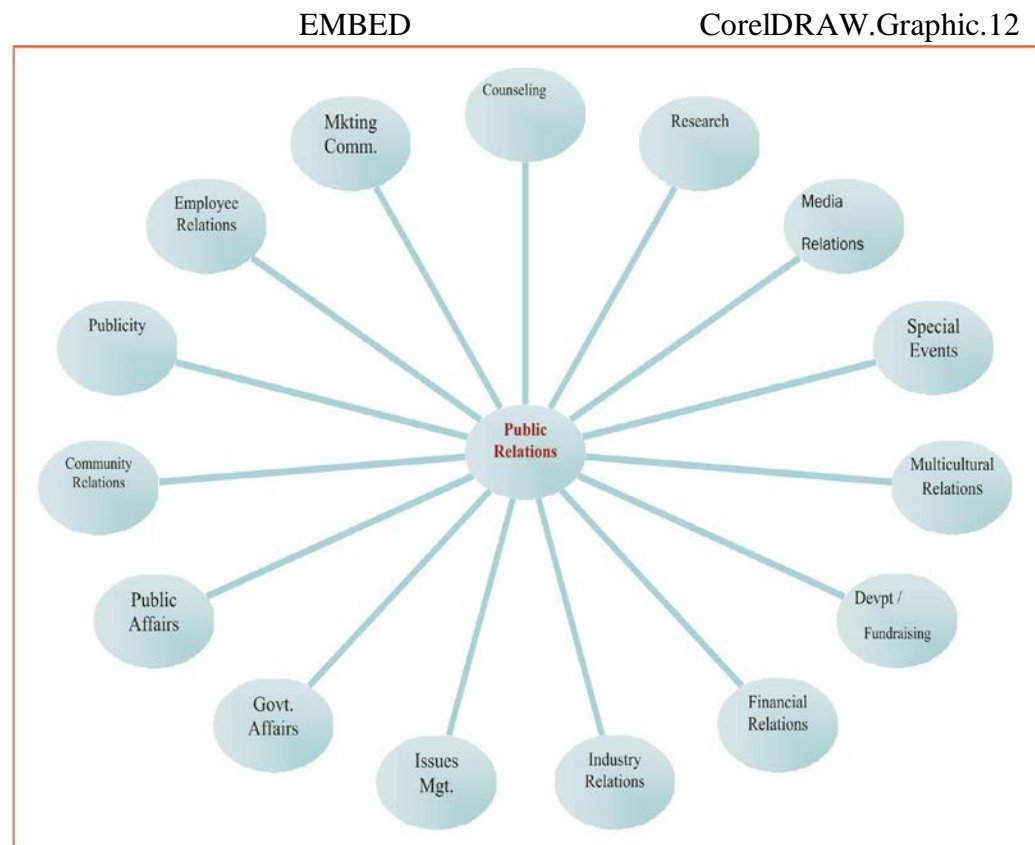 EMBED CorelDRAW.Graphic.12
Counseling
Research
Media
Relations
Special
Events
Multicultural
Relations
Devpt /
Fundraising
Financial
Relations
Industry
Relations
Issues
Mgt.
Govt.
Affairs
Public
Affairs
Community
Relations
Publicity
Employee
Relations
Mkting
Comm.
Public
Relations